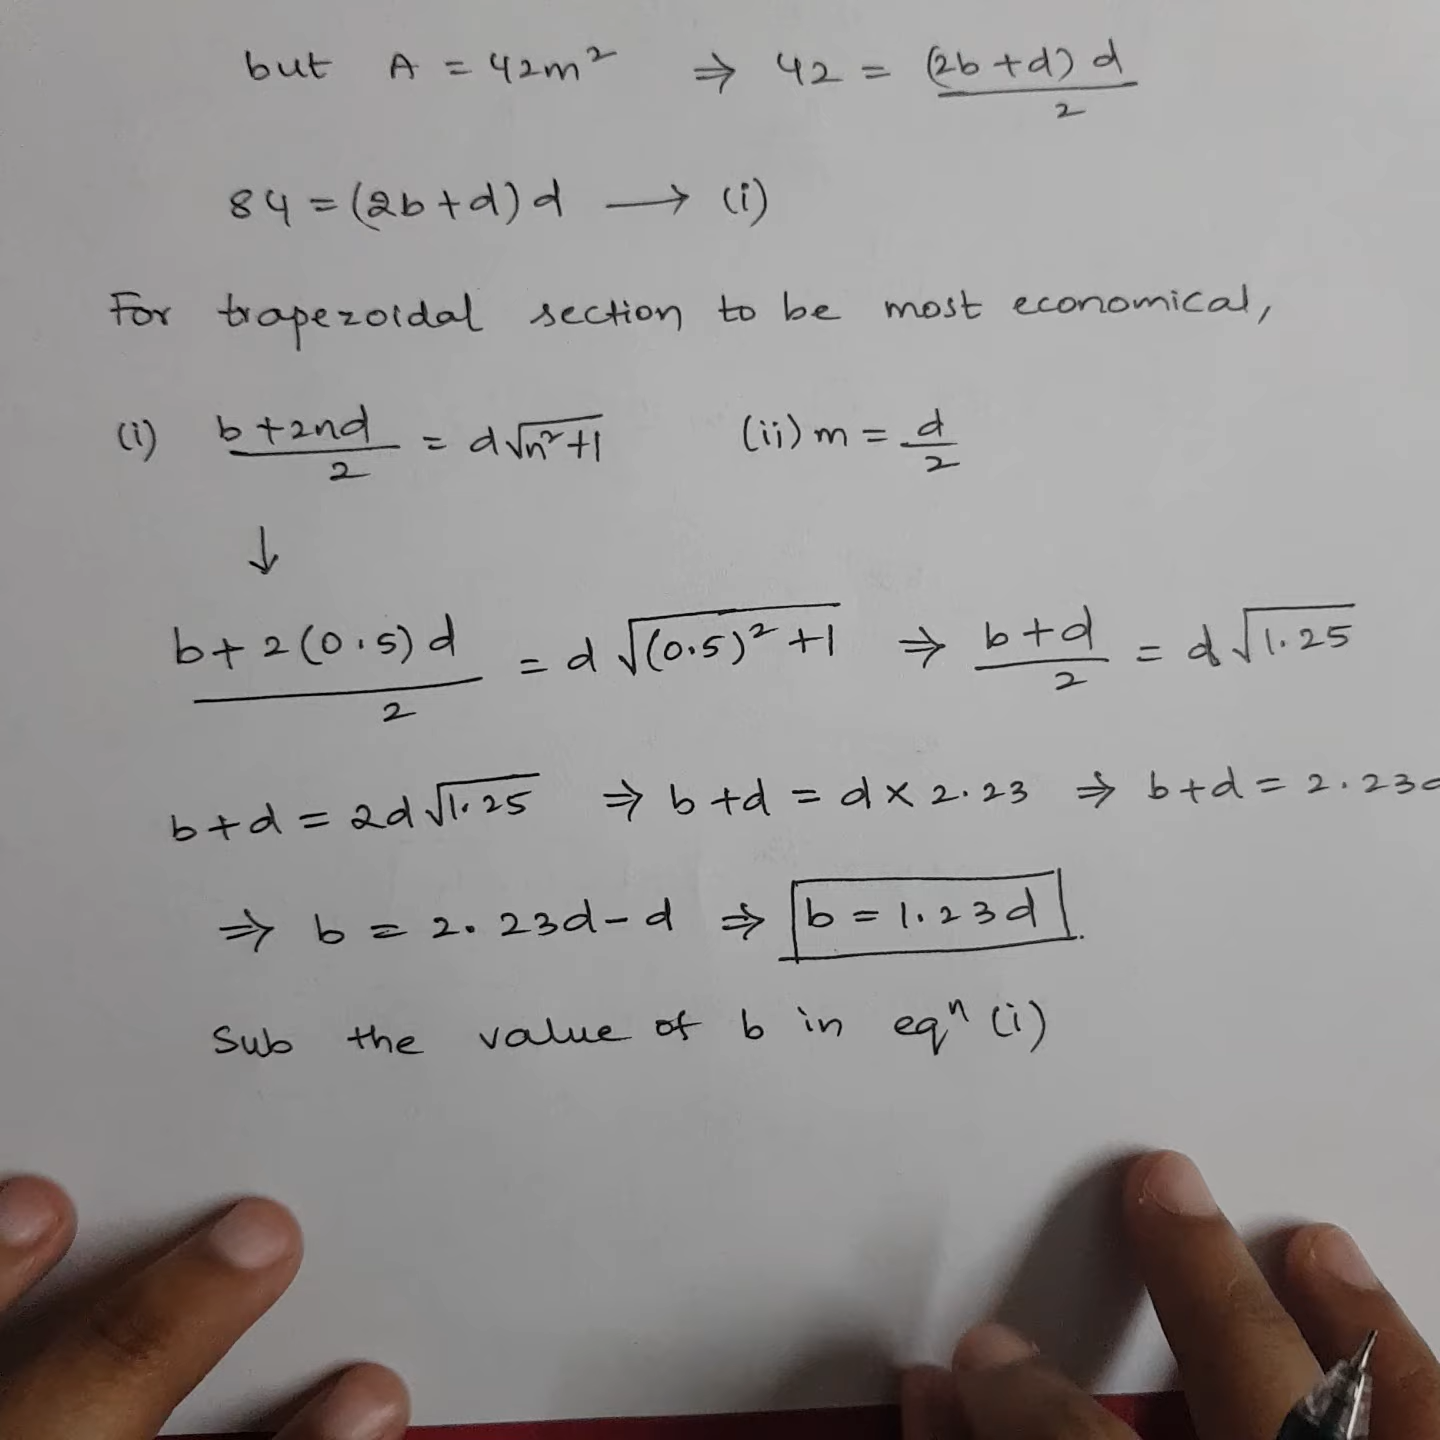 but A = 42m² ⇒ 42 = (2b+d) d / 2
84 = (2b+d) d ⟶ (i)
For trapezoidal section to be most economical,
(i) b+2nd / 2 = d√(n²+1) (ii) m = d / 2
↓
b+2(0.5)d / 2 = d√((0.5)²+1) ⇒ b+d / 2 = d√1.25
b+d = 2d√1.25 ⇒ b+d = d×2.23 ⇒ b+d = 2.23d
⇒ b = 2.23d-d ⇒ b = 1.23d
Sub the value of b in eqⁿ (i)